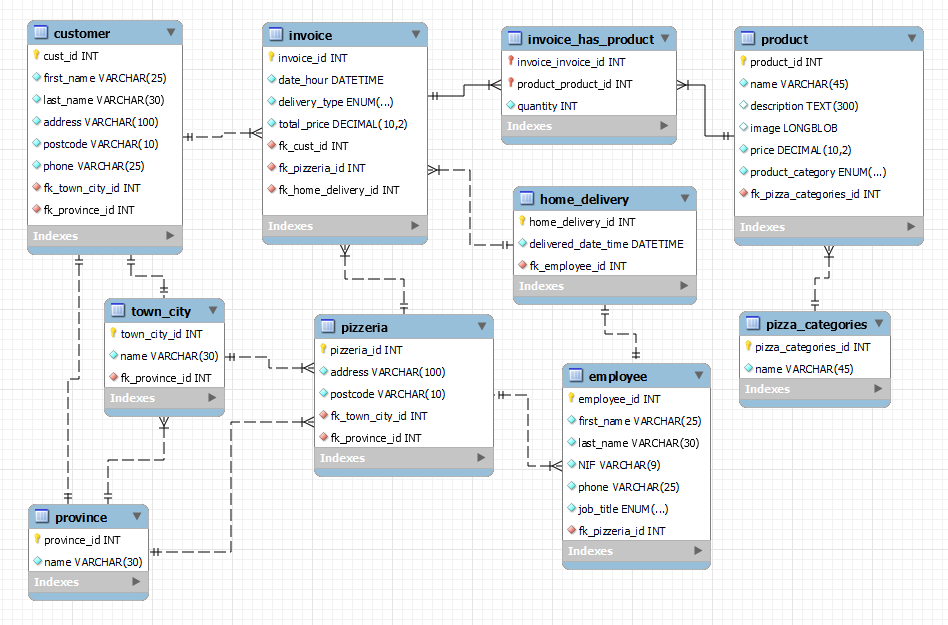 customer
cust_id INT
first_name VARCHAR(25)
last_name VARCHAR(30)
address VARCHAR(100)
postcode VARCHAR(10)
phone VARCHAR(25)
fk_town_city_id INT
fk_province_id INT
Indexes
invoice
invoice_id INT
date_hour DATETIME
delivery_type ENUM(...)
total_price DECIMAL(10,2)
fk_cust_id INT
fk_pizzeria_id INT
fk_home_delivery_id INT
Indexes
invoice_has_product
invoice_invoice_id INT
product_product_id INT
quantity INT
Indexes
product
product_id INT
name VARCHAR(45)
description TEXT(300)
image LONGBLOB
price DECIMAL(10,2)
product_category ENUM(...)
fk_pizza_categories_id INT
Indexes
home_delivery
home_delivery_id INT
delivered_date_time DATETIME
fk_employee_id INT
Indexes
town_city
town_city_id INT
name VARCHAR(30)
fk_province_id INT
Indexes
pizzeria
pizzeria_id INT
address VARCHAR(100)
postcode VARCHAR(10)
fk_town_city_id INT
fk_province_id INT
Indexes
pizza_categories
pizza_categories_id INT
name VARCHAR(45)
Indexes
employee
employee_id INT
first_name VARCHAR(25)
last_name VARCHAR(30)
NIF VARCHAR(9)
phone VARCHAR(25)
job_title ENUM(...)
fk_pizzeria_id INT
Indexes
province
province_id INT
name VARCHAR(30)
Indexes